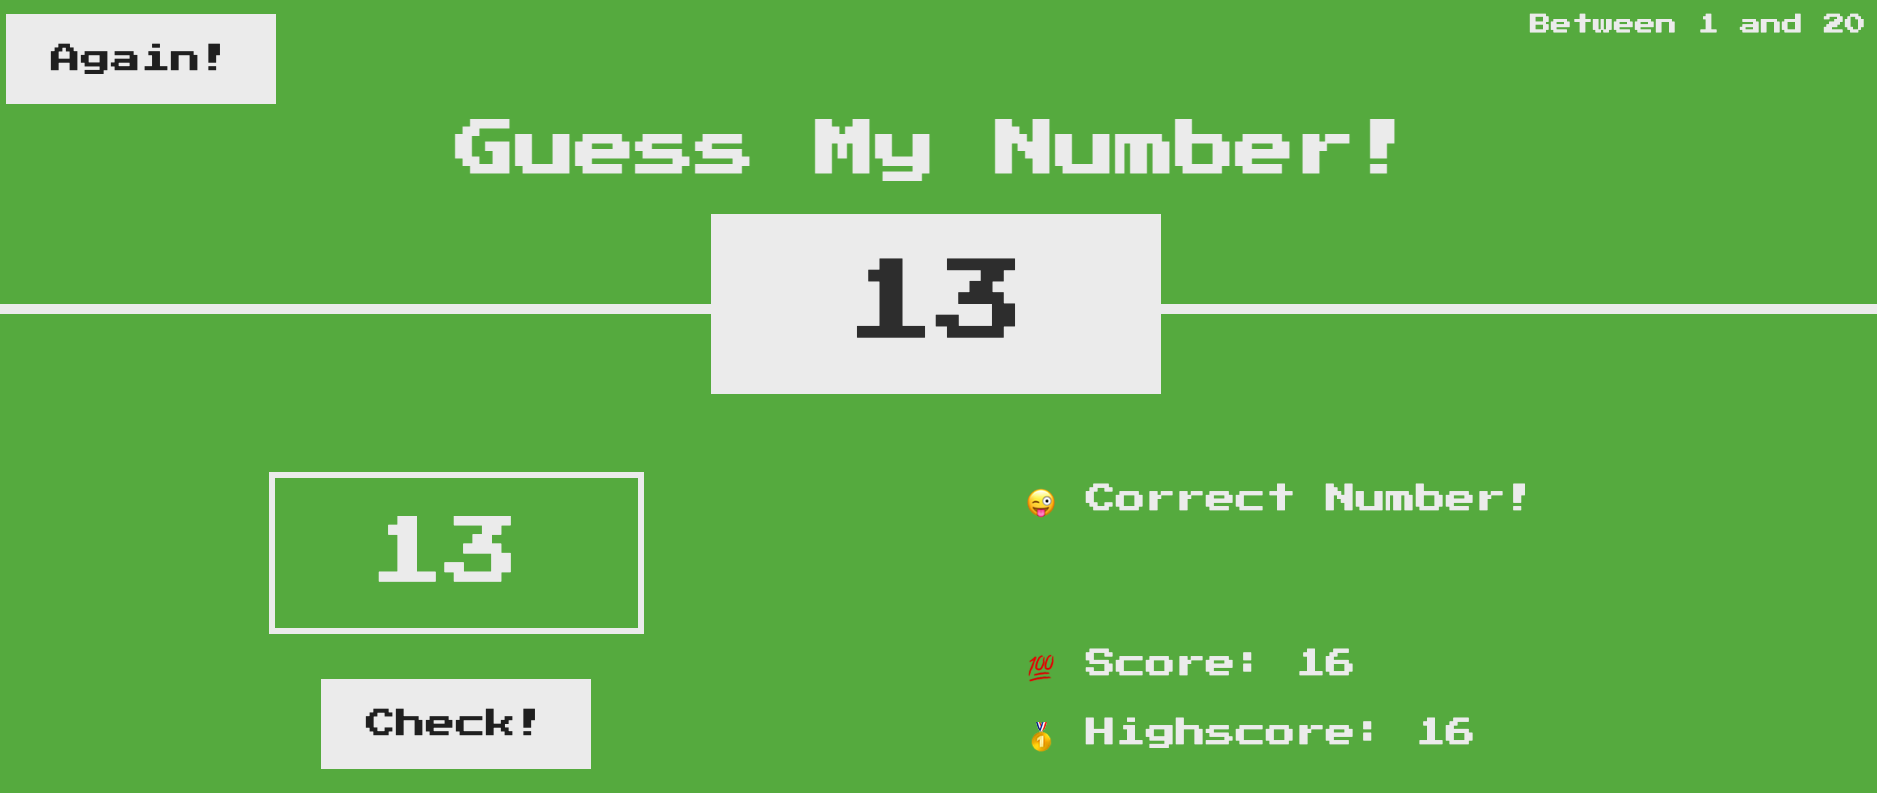 Again!
Between 1 and 20
Guess My Number!
13
13
Check!
😜 Correct Number!
💯 Score: 16
🥇 Highscore: 16